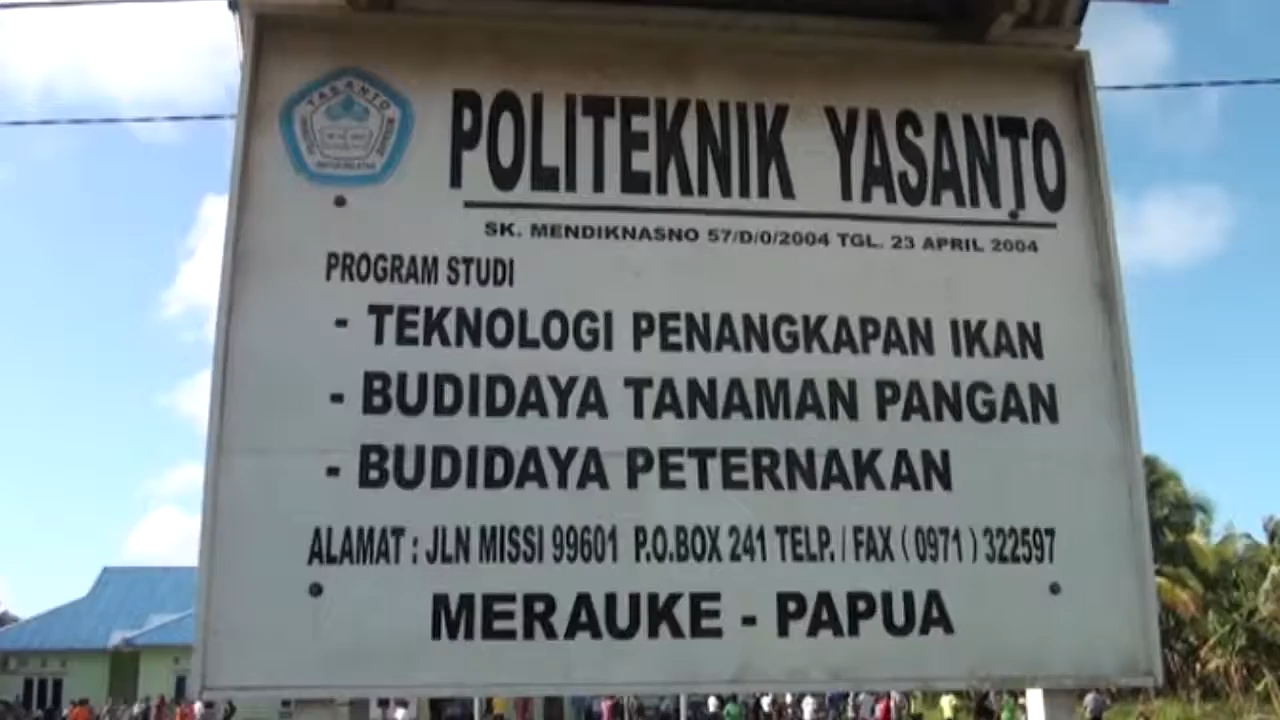 YASANTO
POLITEKNIK YASANTO
SK. MENDIKNASNO 57/D/0/2004 TGL. 23 APRIL 2004
PROGRAM STUDI
- TEKNOLOGI PENANGKAPAN IKAN
- BUDIDAYA TANAMAN PANGAN
- BUDIDAYA PETERNAKAN
ALAMAT : JLN MISSI 99601 P.O.BOX 241 TELP. / FAX ( 0971 ) 322597
MERAUKE - PAPUA